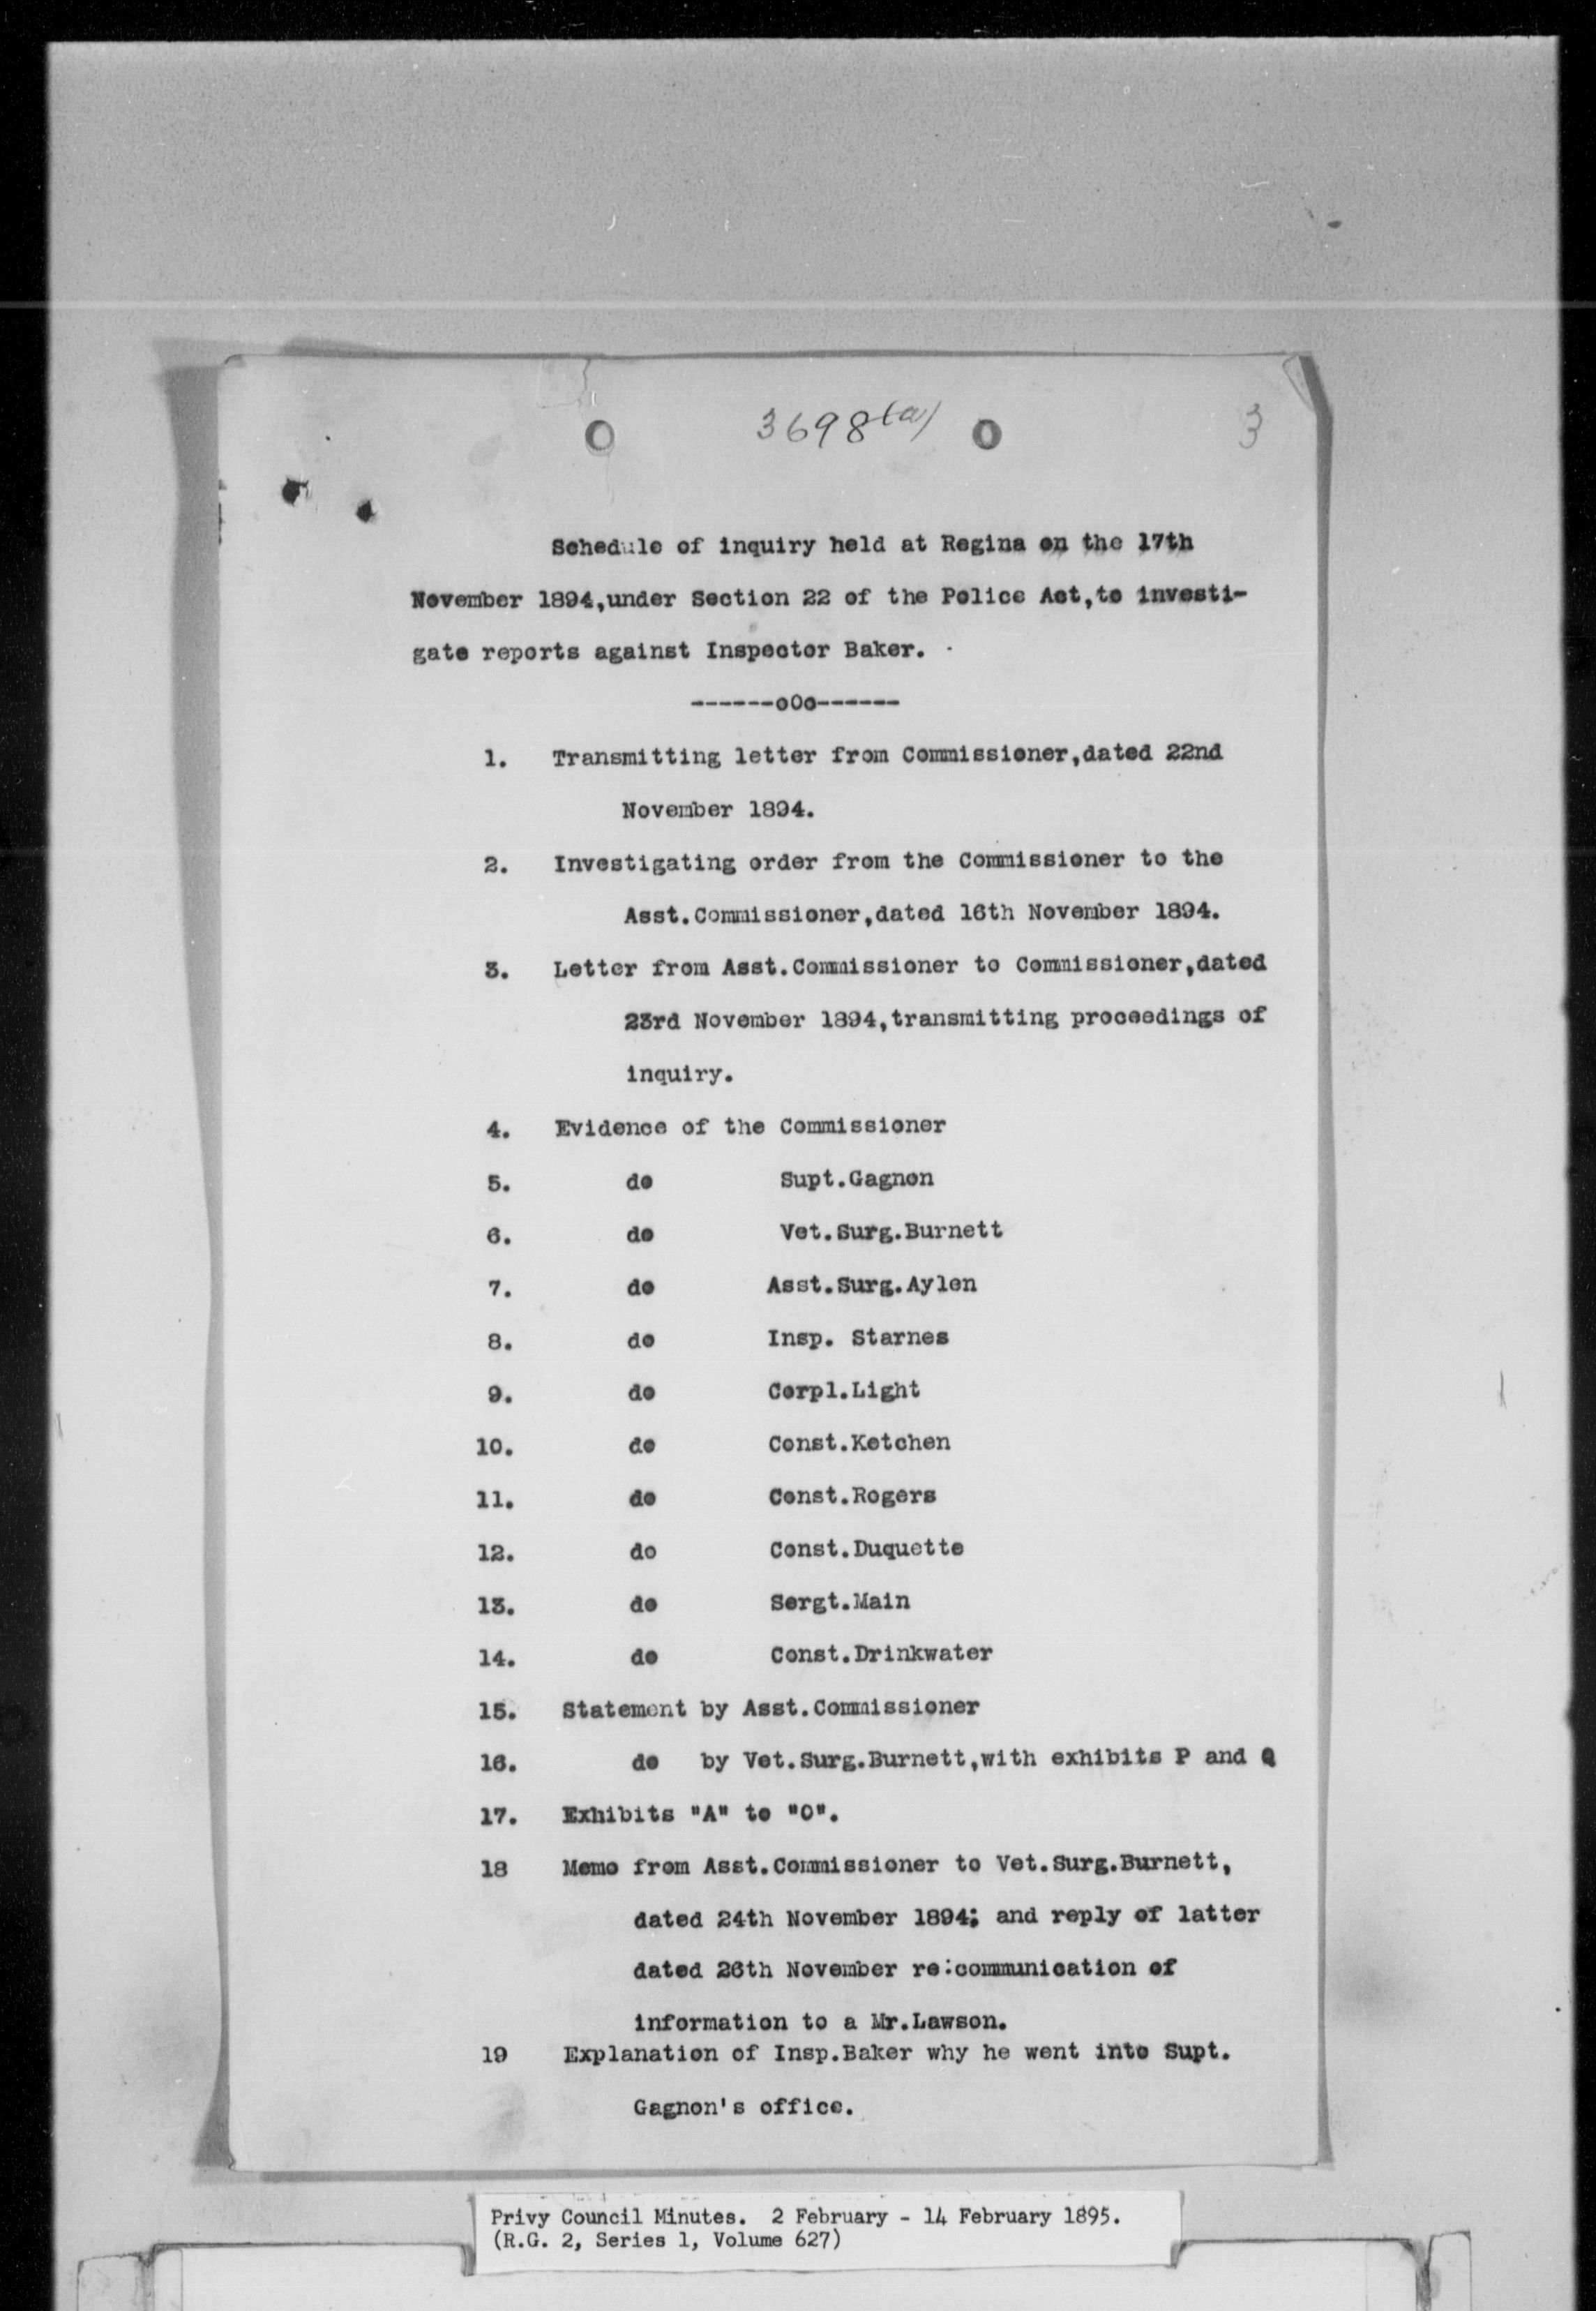 3698(a) 3
Schedule of inquiry held at Regina on the 17th
November 1894,under Section 22 of the Police Act,to investi-
gate reports against Inspector Baker.
------oOo------
1. Transmitting letter from Commissioner,dated 22nd
November 1894.
2. Investigating order from the Commissioner to the
Asst.Commissioner,dated 16th November 1894.
3. Letter from Asst.Commissioner to Commissioner,dated
23rd November 1894,transmitting proceedings of
inquiry.
4. Evidence of the Commissioner
5. do Supt.Gagnon
6. do Vet.Surg.Burnett
7. do Asst.Surg.Aylen
8. do Insp. Starnes
9. do Corpl.Light
10. do Const.Ketchen
11. do Const.Rogers
12. do Const.Duquette
13. do Sergt.Main
14. do Const.Drinkwater
15. Statement by Asst.Commissioner
16. do by Vet.Surg.Burnett,with exhibits P and Q
17. Exhibits "A" to "O".
18 Memo from Asst.Commissioner to Vet.Surg.Burnett,
dated 24th November 1894; and reply of latter
dated 26th November re:communication of
information to a Mr.Lawson.
19 Explanation of Insp.Baker why he went into Supt.
Gagnon's office.
Privy Council Minutes. 2 February - 14 February 1895.
(R.G. 2, Series 1, Volume 627)